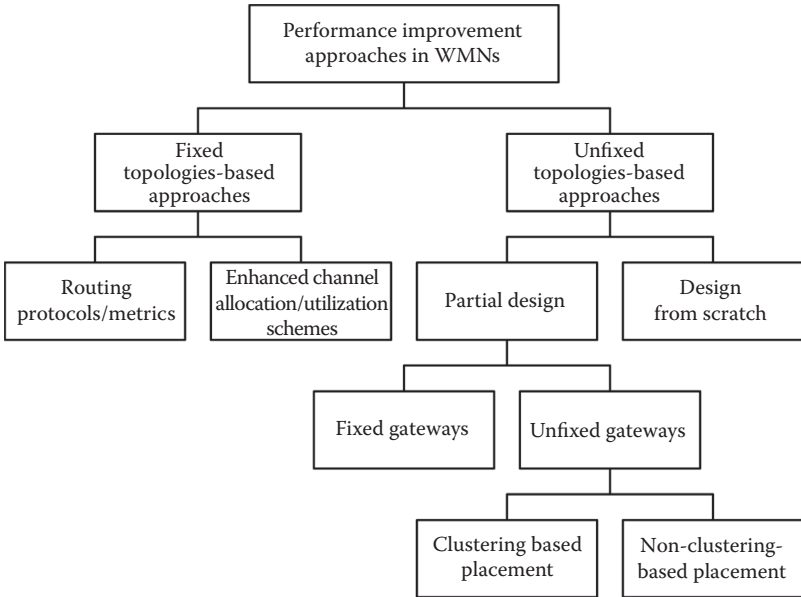 Performance improvement
approaches in WMNs
Fixed
topologies-based
approaches
Unfixed
topologies-based
approaches
Routing
protocols/metrics
Enhanced channel
allocation/utilization
schemes
Partial design
Design
from scratch
Fixed gateways
Unfixed gateways
Clustering based
placement
Non-clustering-
based placement